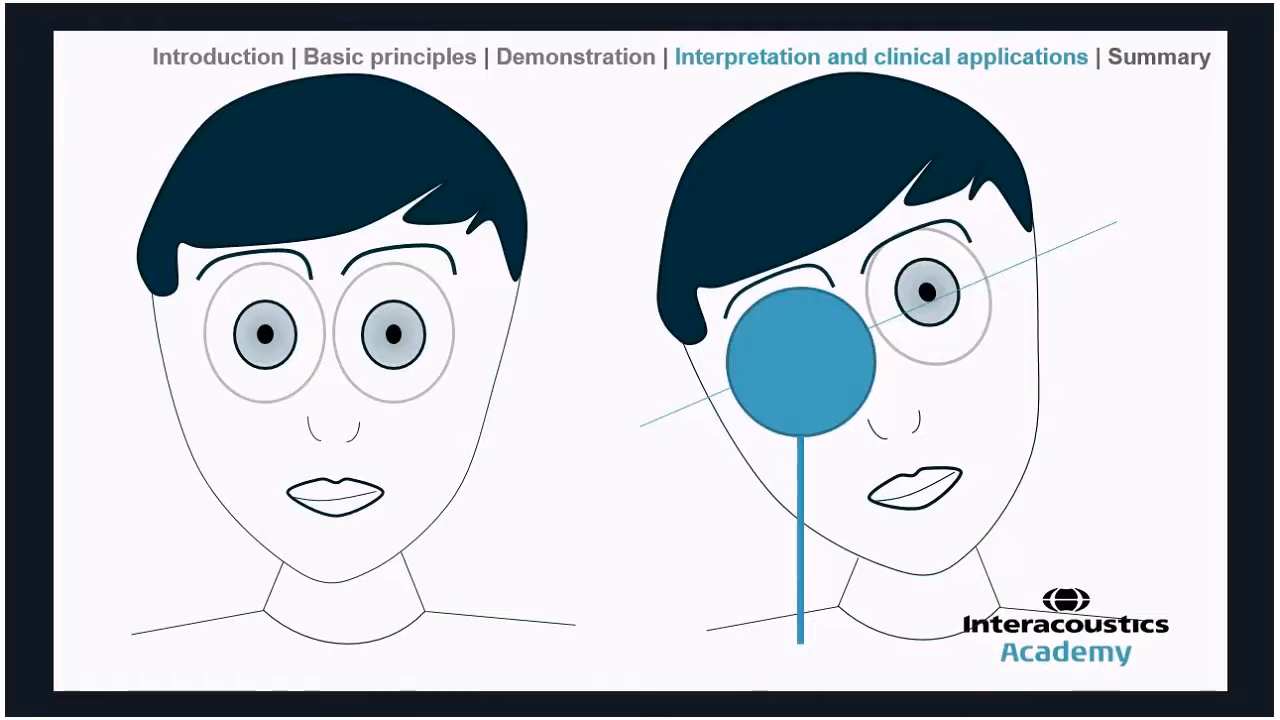 Introduction | Basic principles | Demonstration | Interpretation and clinical applications | Summary
Interacoustics
Academy